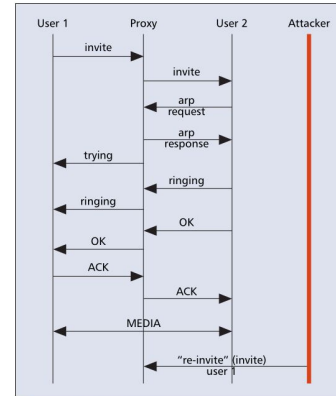 User 1 Proxy User 2 Attacker
invite
invite
arp
request
arp
response
trying
ringing
ringing
OK
OK
ACK
ACK
MEDIA
"re-invite" (invite)
user 1